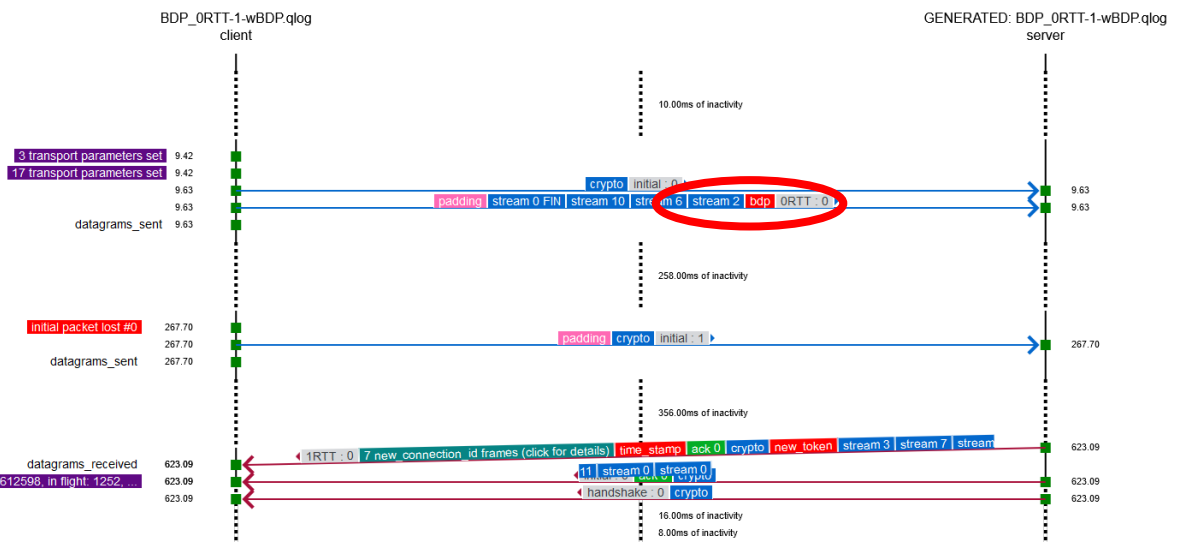 BDP_0RTT-1-wBDP.qlog GENERATED: BDP_0RTT-1-wBDP.qlog
client server
10.00ms of inactivity
3 transport parameters set 9.42
17 transport parameters set 9.42
9.63 crypto initial : 0 9.63
9.63 padding stream 0 FIN stream 10 stream 6 stream 2 bdp 0RTT : 0 9.63
datagrams_sent 9.63
258.00ms of inactivity
initial packet lost #0 267.70
267.70 padding crypto initial : 1 267.70
datagrams_sent 267.70
356.00ms of inactivity
1RTT : 0 7 new_connection_id frames (click for details) time_stamp ack 0 crypto new_token stream 3 stream 7 stream 623.09
datagrams_received 623.09
11 stream 0 stream 0
612598, in flight: 1252, ... 623.09 initial : 0 ack 0 crypto 623.09
623.09 handshake : 0 crypto 623.09
16.00ms of inactivity
8.00ms of inactivity